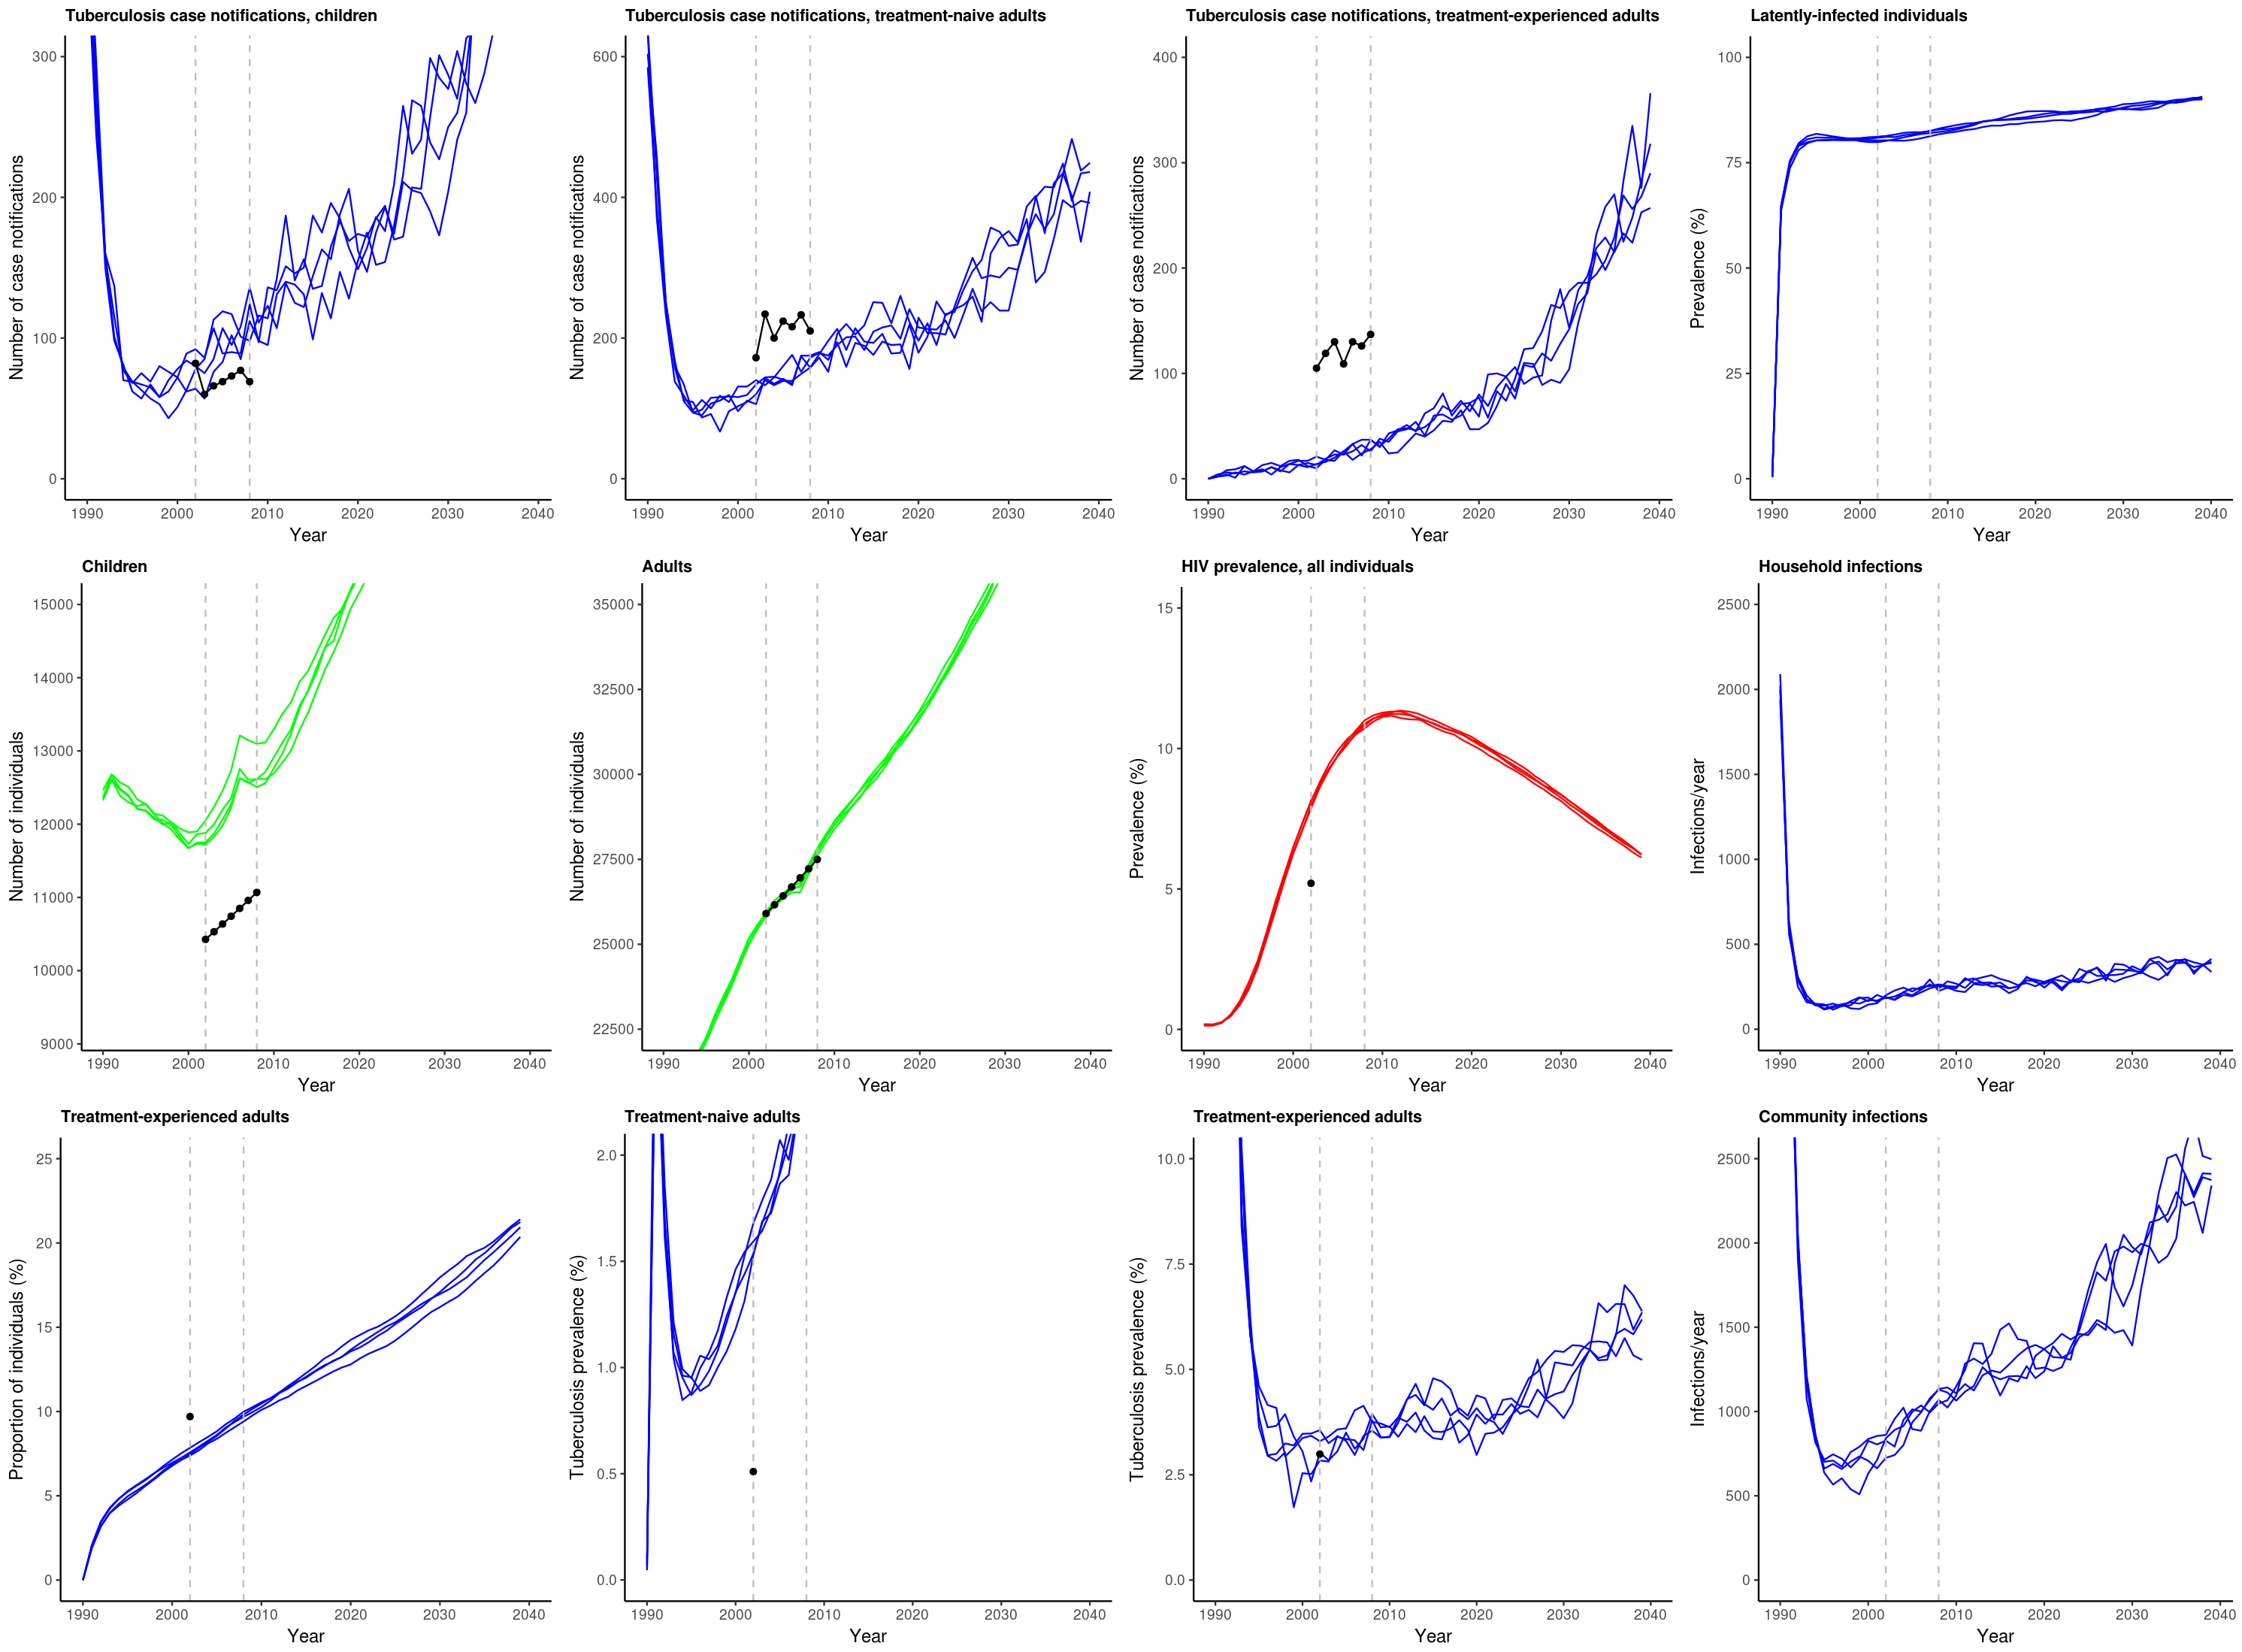 Tuberculosis case notifications, children
Number of case notifications
300
200
100
0
1990 2000 2010 2020 2030 2040
Year
Tuberculosis case notifications, treatment-naive adults
Number of case notifications
600
400
200
0
1990 2000 2010 2020 2030 2040
Year
Tuberculosis case notifications, treatment-experienced adults
Number of case notifications
400
300
200
100
0
1990 2000 2010 2020 2030 2040
Year
Latently-infected individuals
Prevalence (%)
100
75
50
25
0
1990 2000 2010 2020 2030 2040
Year
Children
Number of individuals
15000
14000
13000
12000
11000
10000
9000
1990 2000 2010 2020 2030 2040
Year
Adults
Number of individuals
35000
32500
30000
27500
25000
22500
1990 2000 2010 2020 2030 2040
Year
HIV prevalence, all individuals
Prevalence (%)
15
10
5
0
1990 2000 2010 2020 2030 2040
Year
Household infections
Infections/year
2500
2000
1500
1000
500
0
1990 2000 2010 2020 2030 2040
Year
Treatment-experienced adults
Proportion of individuals (%)
25
20
15
10
5
0
1990 2000 2010 2020 2030 2040
Year
Treatment-naive adults
Tuberculosis prevalence (%)
2.0
1.5
1.0
0.5
0.0
1990 2000 2010 2020 2030 2040
Year
Treatment-experienced adults
Tuberculosis prevalence (%)
10.0
7.5
5.0
2.5
0.0
1990 2000 2010 2020 2030 2040
Year
Community infections
Infections/year
2500
2000
1500
1000
500
0
1990 2000 2010 2020 2030 2040
Year